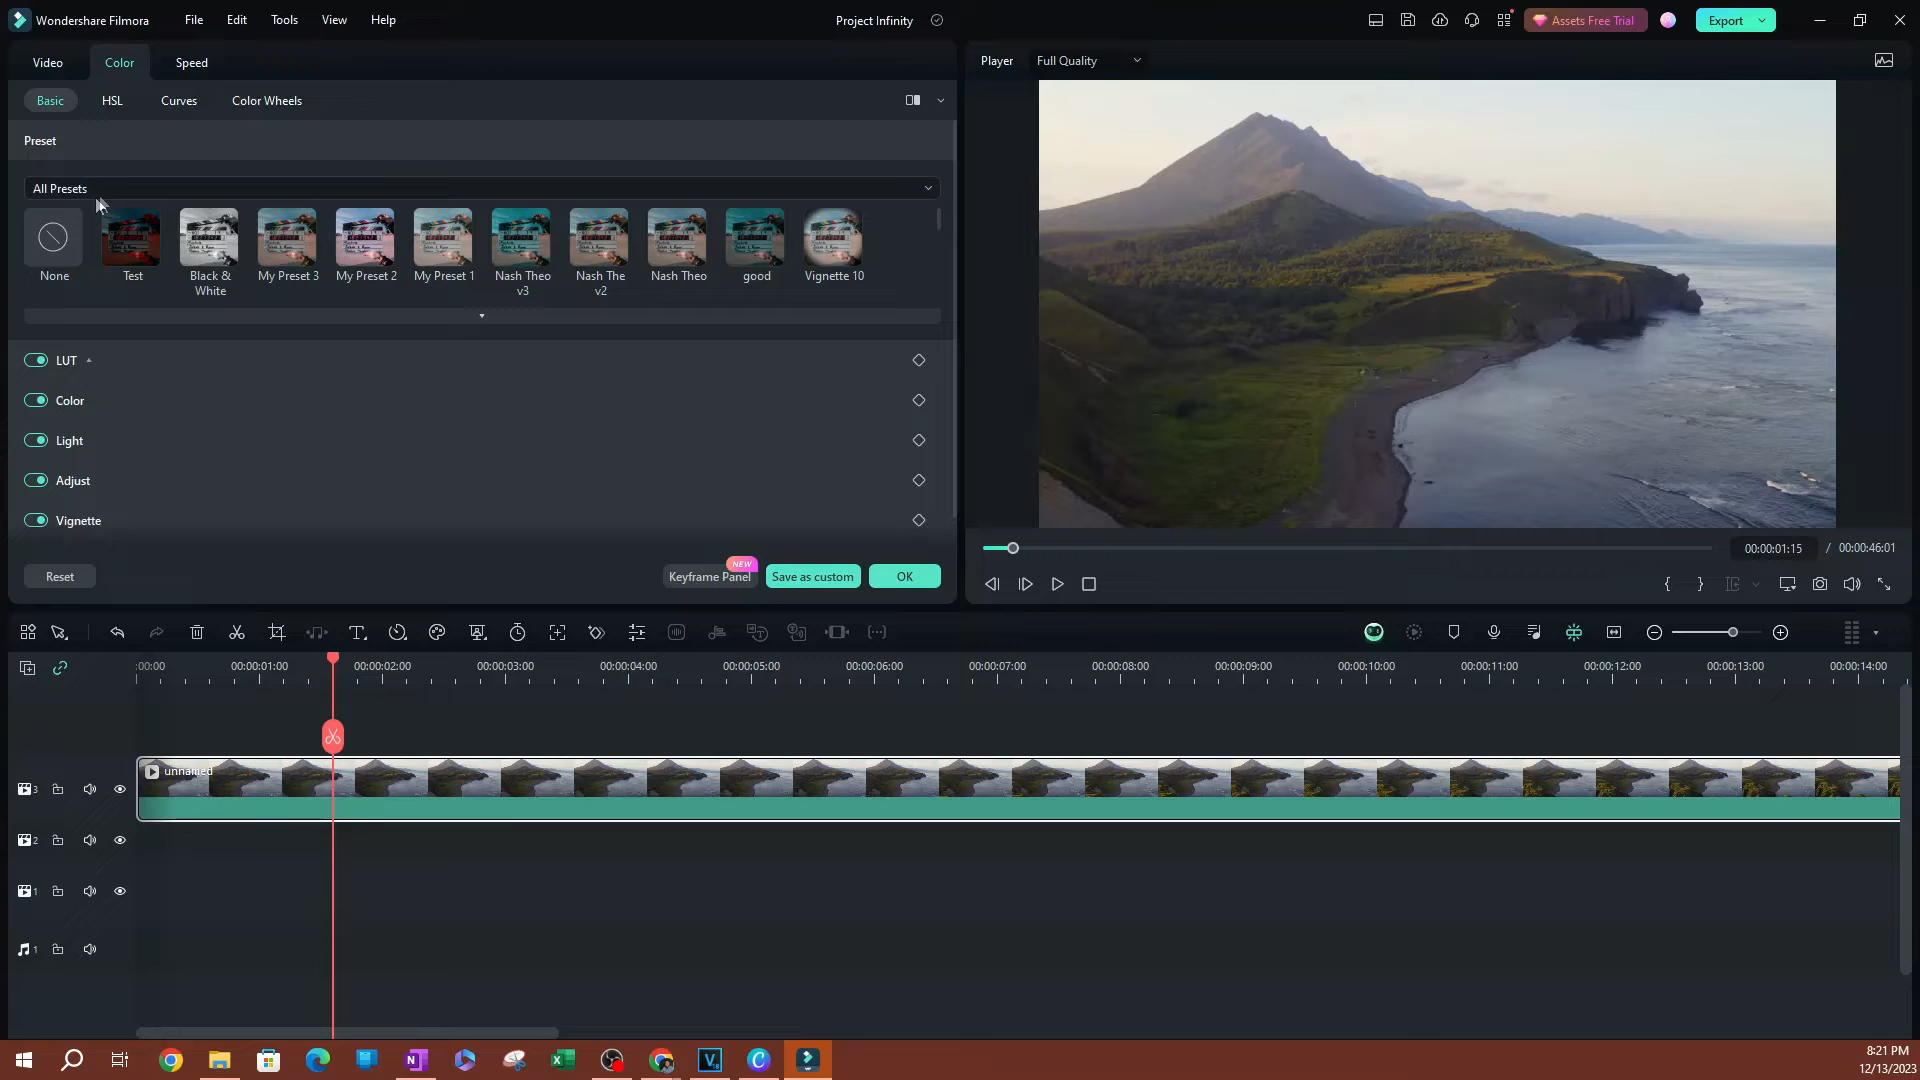 Wondershare Filmora File Edit Tools View Help Project Infinity Assets Free Trial Export
Video Color Speed
Player Full Quality
Basic HSL Curves Color Wheels
Preset
All Presets
None Test Black & White My Preset 3 My Preset 2 My Preset 1 Nash Theo v3 Nash The v2 Nash Theo good Vignette 10
LUT
Color
Light
Adjust
Vignette
00:00:01:15 / 00:00:46:01
NEW
Reset Keyframe Panel Save as custom OK
:00:00 00:00:01:00 00:00:02:00 00:00:03:00 00:00:04:00 00:00:05:00 00:00:06:00 00:00:07:00 00:00:08:00 00:00:09:00 00:00:10:00 00:00:11:00 00:00:12:00 00:00:13:00 00:00:14:00
unnamed
3
2
1
1
8:21 PM
12/13/2023